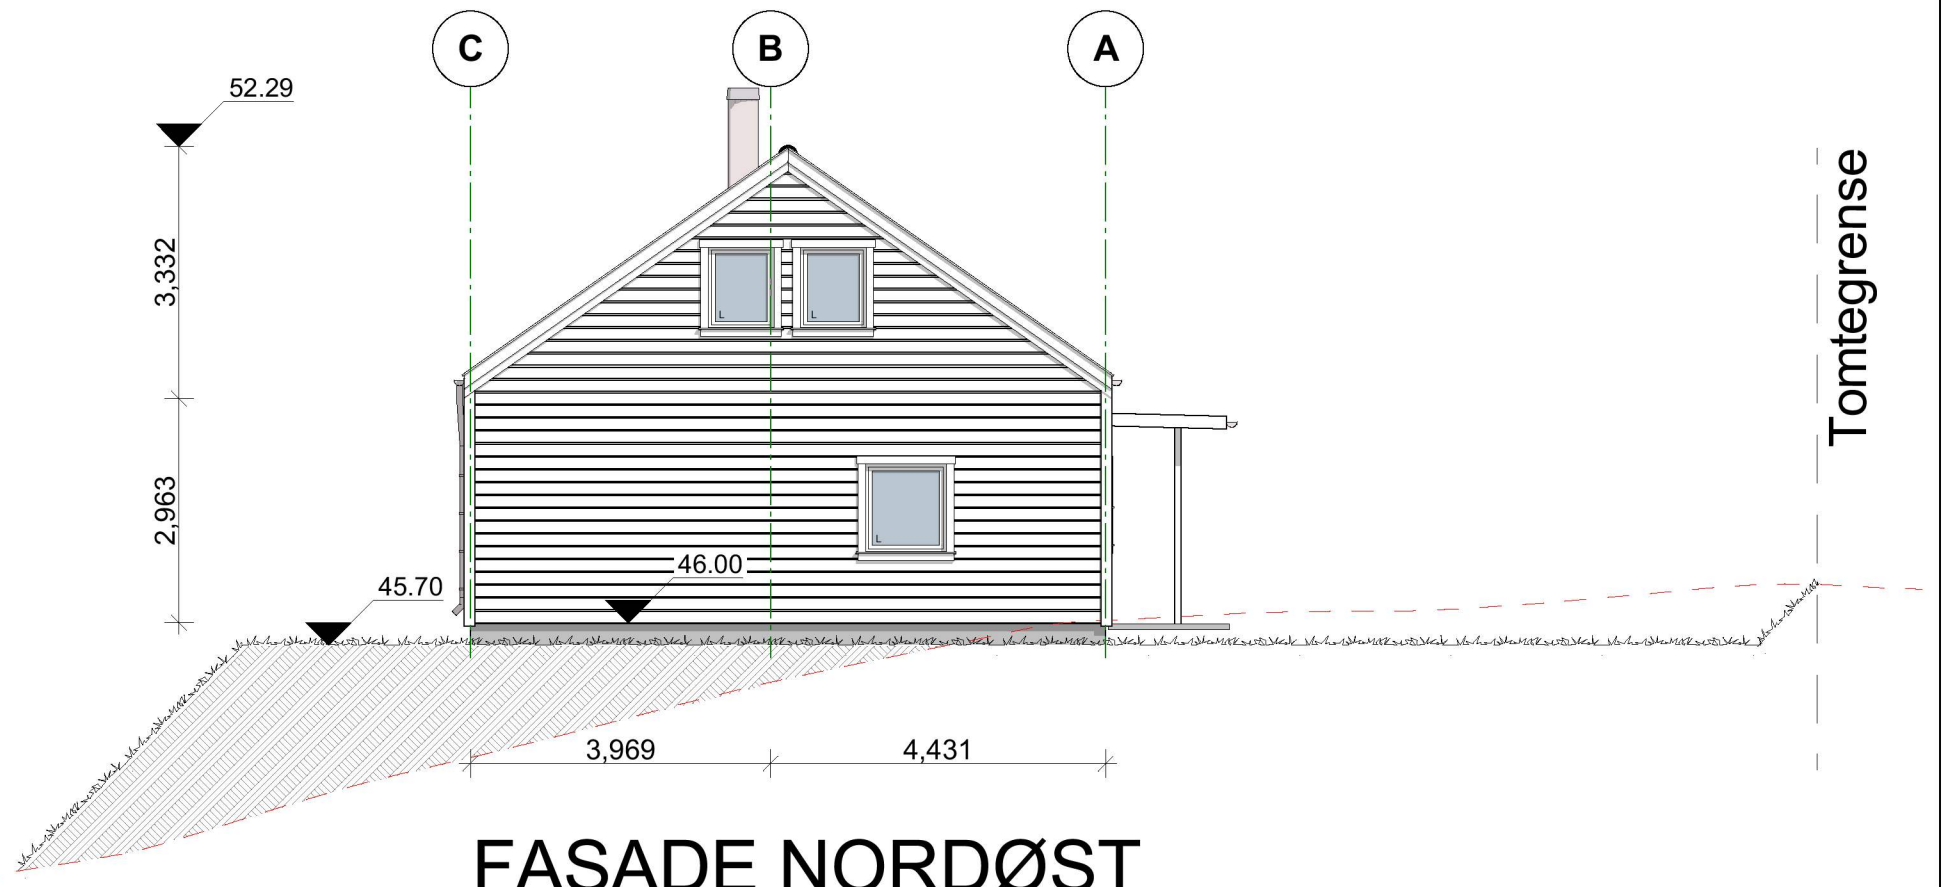 C
B
A
52.29
Tomtegrense
3,332
L
L
2,963
L
46.00
45.70
3,969
4,431
FASADE NORDØST